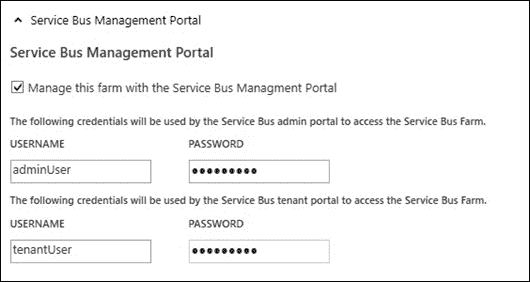 Service Bus Management Portal
Service Bus Management Portal
Manage this farm with the Service Bus Managment Portal
The following credentials will be used by the Service Bus admin portal to access the Service Bus Farm.
USERNAME PASSWORD
adminUser ●●●●●●●●●
The following credentials will be used by the Service Bus tenant portal to access the Service Bus Farm.
USERNAME PASSWORD
tenantUser ●●●●●●●●●